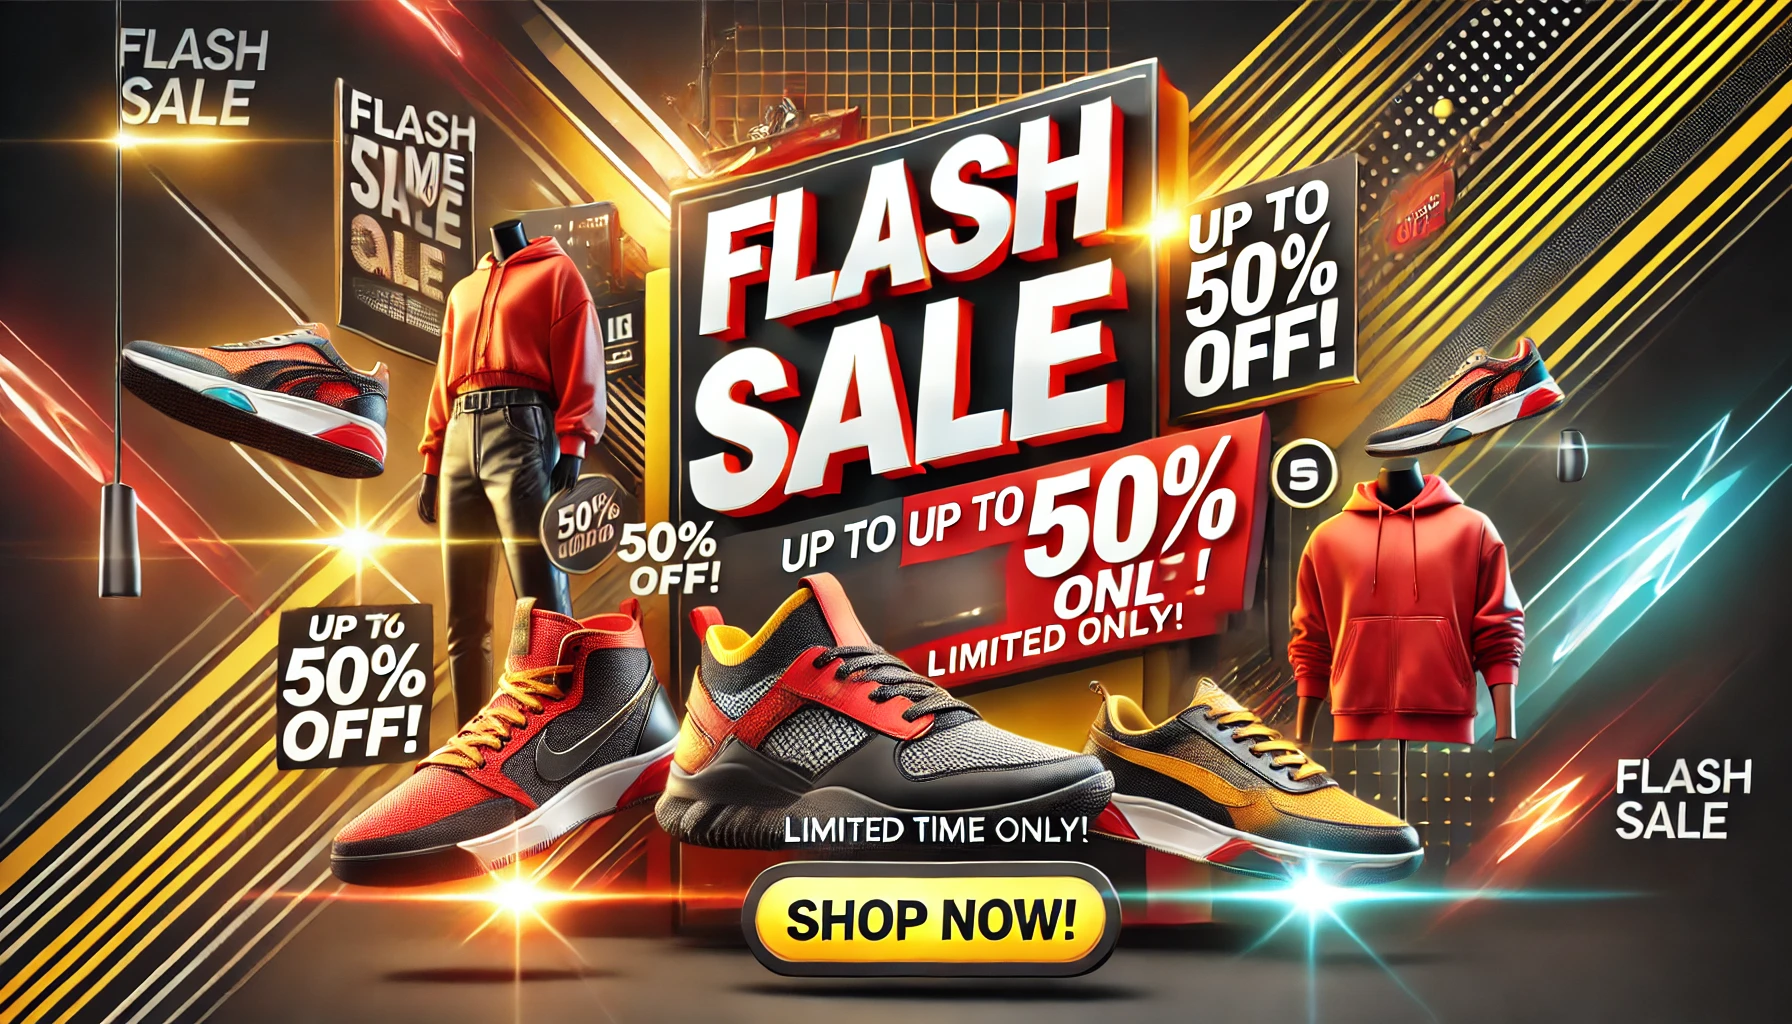 FLASH
SALE
FLASH
FLASH
SALE
UP TO
50%
OFF!
UP TO UP TO 50%
ONL !
LIMITED ONLY!
50%
50%
OFF!
S
UP TO
50%
OFF!
FLASH
SALE
LIMITED TIME ONLY!
SHOP NOW!